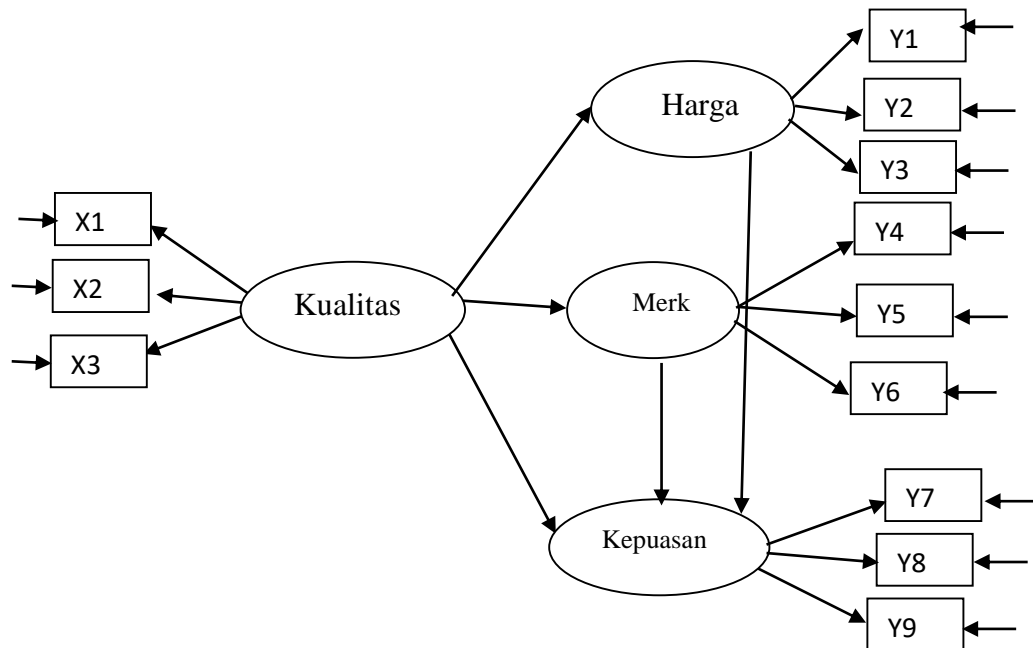 Y1
Harga
Y2
Y3
X1
Y4
X2
Kualitas
Merk
Y5
X3
Y6
Y7
Kepuasan
Y8
Y9